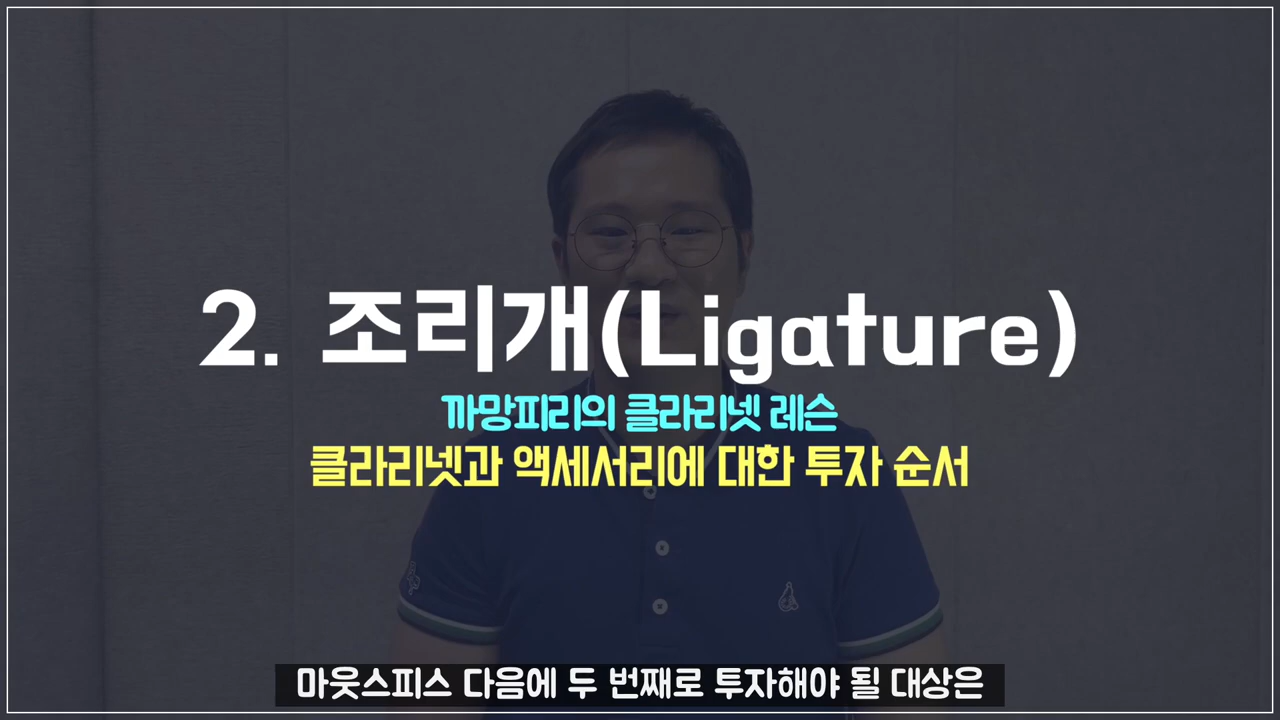 2. 조리개(Ligature)
까망피리의 클라리넷 레슨
클라리넷과 액세서리에 대한 투자 순서
마웃스피스 다음에 두 번째로 투자해야 될 대상은